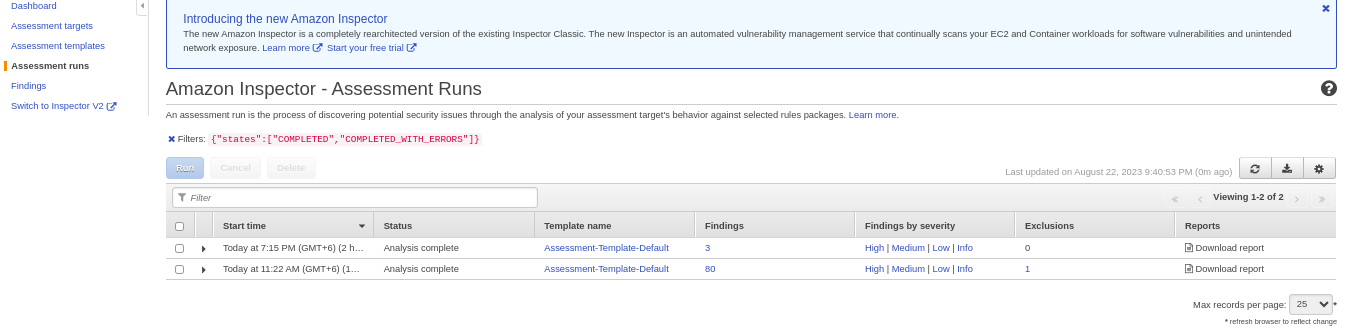 Dashboard
Assessment targets
Assessment templates
Assessment runs
Findings
Switch to Inspector V2
Introducing the new Amazon Inspector
The new Amazon Inspector is a completely rearchitected version of the existing Inspector Classic. The new Inspector is an automated vulnerability management service that continually scans your EC2 and Container workloads for software vulnerabilities and unintended
network exposure. Learn more Start your free trial
Amazon Inspector - Assessment Runs
An assessment run is the process of discovering potential security issues through the analysis of your assessment target's behavior against selected rules packages. Learn more.
Filters: {"states":["COMPLETED","COMPLETED_WITH_ERRORS"]}
Run Cancel Delete
Last updated on August 22, 2023 9:40:53 PM (0m ago)
Filter
« ‹ Viewing 1-2 of 2 › »
Start time Status Template name Findings Findings by severity Exclusions Reports
Today at 7:15 PM (GMT+6) (2 h... Analysis complete Assessment-Template-Default 3 High | Medium | Low | Info 0 Download report
Today at 11:22 AM (GMT+6) (1... Analysis complete Assessment-Template-Default 80 High | Medium | Low | Info 1 Download report
Max records per page: 25 *
* refresh browser to reflect change